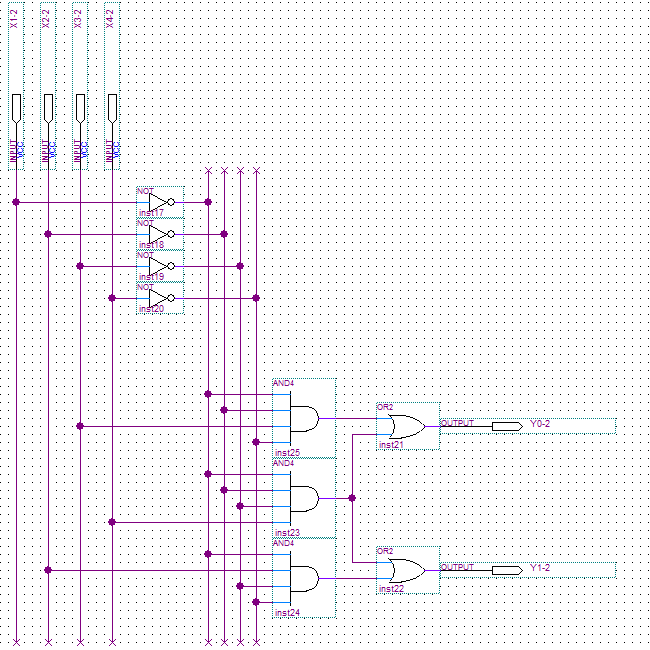 X1-2
X2-2
X3-2
X4-2
INPUT
VCC
INPUT
VCC
INPUT
VCC
INPUT
VCC
NOT
inst17
NOT
inst18
NOT
inst19
NOT
inst20
AND4
inst25
OR2
inst21
OUTPUT
Y0-2
AND4
inst23
AND4
inst24
OR2
inst22
OUTPUT
Y1-2